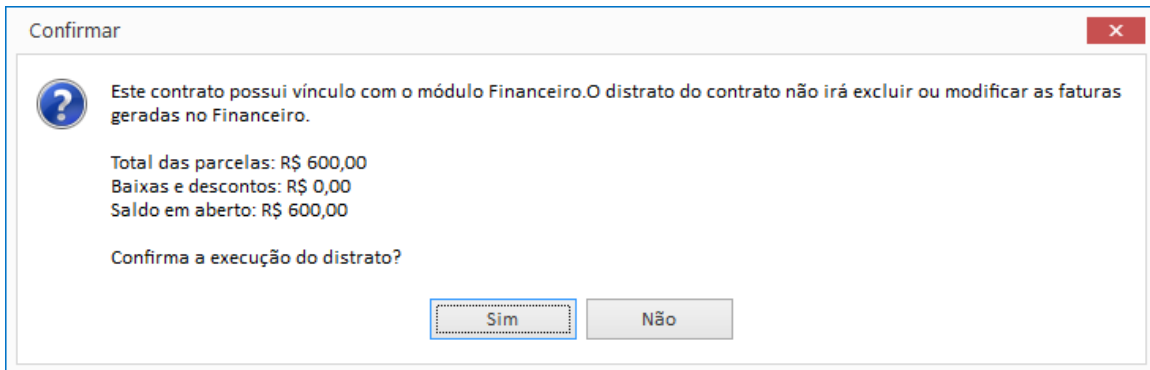 Confirmar
Este contrato possui vínculo com o módulo Financeiro.O distrato do contrato não irá excluir ou modificar as faturas
geradas no Financeiro.
Total das parcelas: R$ 600,00
Baixas e descontos: R$ 0,00
Saldo em aberto: R$ 600,00
Confirma a execução do distrato?
Sim
Não